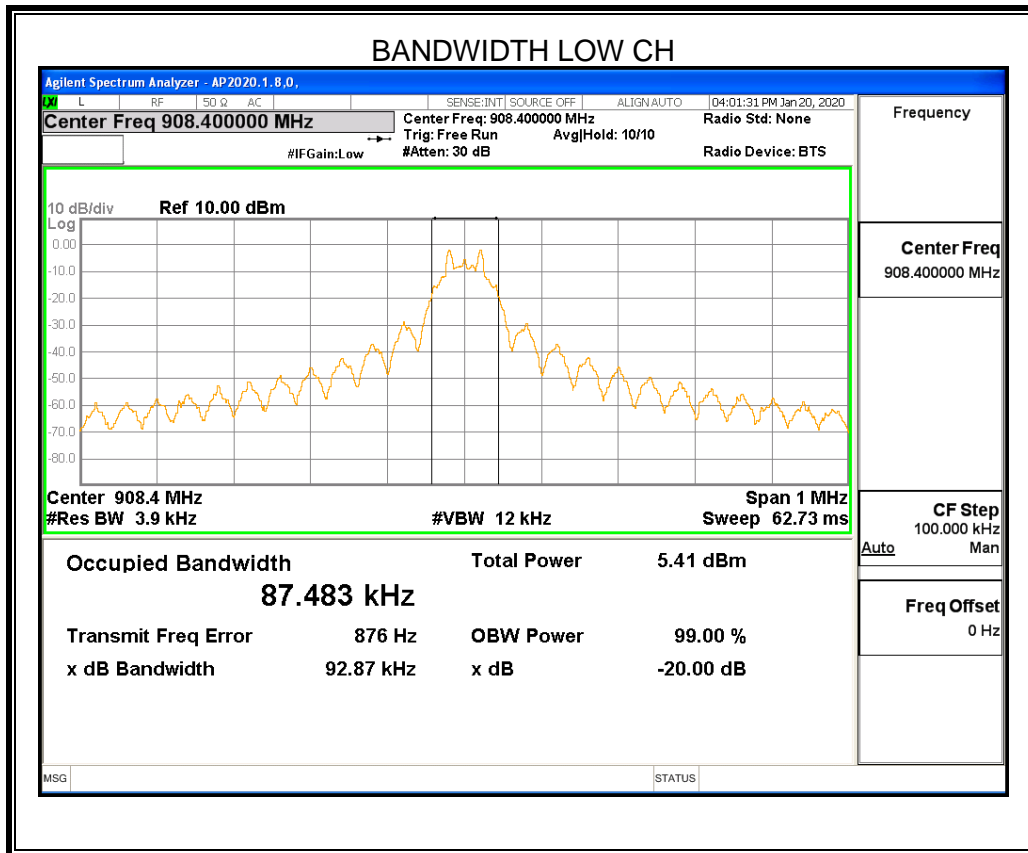 BANDWIDTH LOW CH
Agilent Spectrum Analyzer - AP2020.1.8,0,
LXI L RF 50 Ω AC SENSE:INT SOURCE OFF ALIGN AUTO 04:01:31 PM Jan 20, 2020
Center Freq 908.400000 MHz
Center Freq: 908.400000 MHz Radio Std: None
Trig: Free Run Avg|Hold: 10/10
#IFGain:Low #Atten: 30 dB Radio Device: BTS
10 dB/div Ref 10.00 dBm
Log
0.00
-10.0
-20.0
-30.0
-40.0
-50.0
-60.0
-70.0
-80.0
Center 908.4 MHz Span 1 MHz
#Res BW 3.9 kHz #VBW 12 kHz Sweep 62.73 ms
Occupied Bandwidth Total Power 5.41 dBm
87.483 kHz
Transmit Freq Error 876 Hz OBW Power 99.00 %
x dB Bandwidth 92.87 kHz x dB -20.00 dB
MSG STATUS
Frequency
Center Freq
908.400000 MHz
CF Step
100.000 kHz
Auto Man
Freq Offset
0 Hz